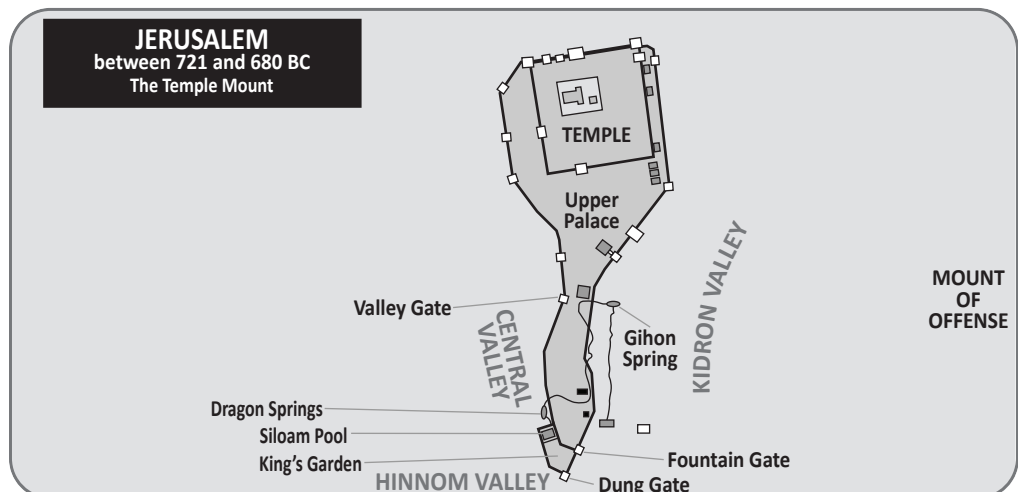 JERUSALEM
between 721 and 680 BC
The Temple Mount
TEMPLE
Upper
Palace
KIDRON VALLEY
MOUNT
OF
OFFENSE
Valley Gate
CENTRAL
VALLEY
Gihon
Spring
Dragon Springs
Siloam Pool
King's Garden
Fountain Gate
HINNOM VALLEY
Dung Gate